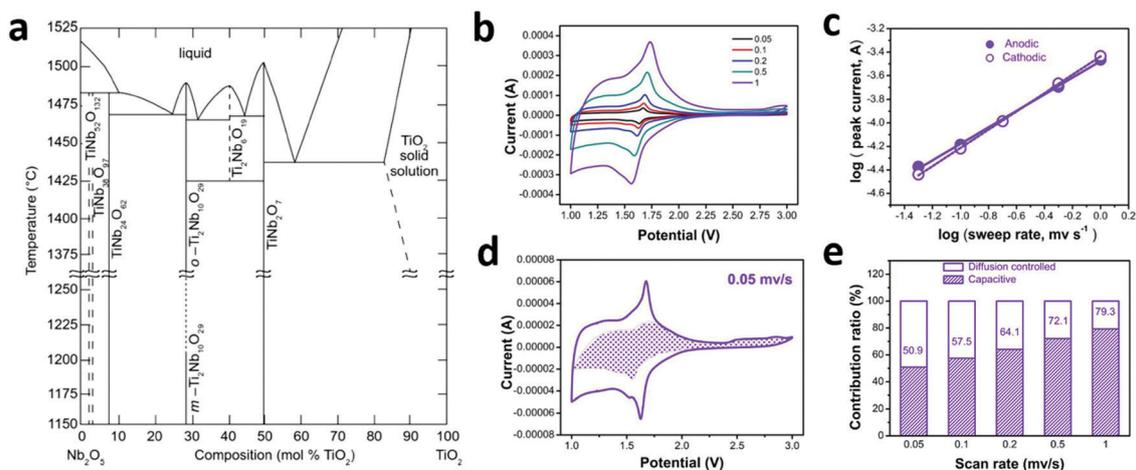 a
1525
1500
1475
1450
1425
1400
1375
1250
1225
1200
1175
1150
Temperature (°C)
liquid
TiNb52O132
TiNb38O97
TiNb24O62
o–Ti2Nb10O29
m–Ti2Nb10O29
Ti2Nb6O19
TiNb2O7
TiO2
solid
solution
0 10 20 30 40 50 60 70 80 90 100
Nb2O5 Composition (mol % TiO2) TiO2
b
0.0004
0.0003
0.0002
0.0001
0.0000
-0.0001
-0.0002
-0.0003
-0.0004
Current (A)
0.05
0.1
0.2
0.5
1
1.00 1.25 1.50 1.75 2.00 2.25 2.50 2.75 3.00
Potential (V)
c
-3.2
-3.4
-3.6
-3.8
-4.0
-4.2
-4.4
-4.6
log ( peak current, A)
Anodic
Cathodic
-1.4 -1.2 -1.0 -0.8 -0.6 -0.4 -0.2 0.0 0.2
log (sweep rate, mv s-1 )
d
0.00008
0.00006
0.00004
0.00002
0.00000
-0.00002
-0.00004
-0.00006
-0.00008
Current (A)
0.05 mv/s
1.0 1.5 2.0 2.5 3.0
Potential (V)
e
120
100
80
60
40
20
0
Contribution ratio (%)
Diffusion controlled
Capacitive
50.9
57.5
64.1
72.1
79.3
0.05 0.1 0.2 0.5 1
Scan rate (mv/s)